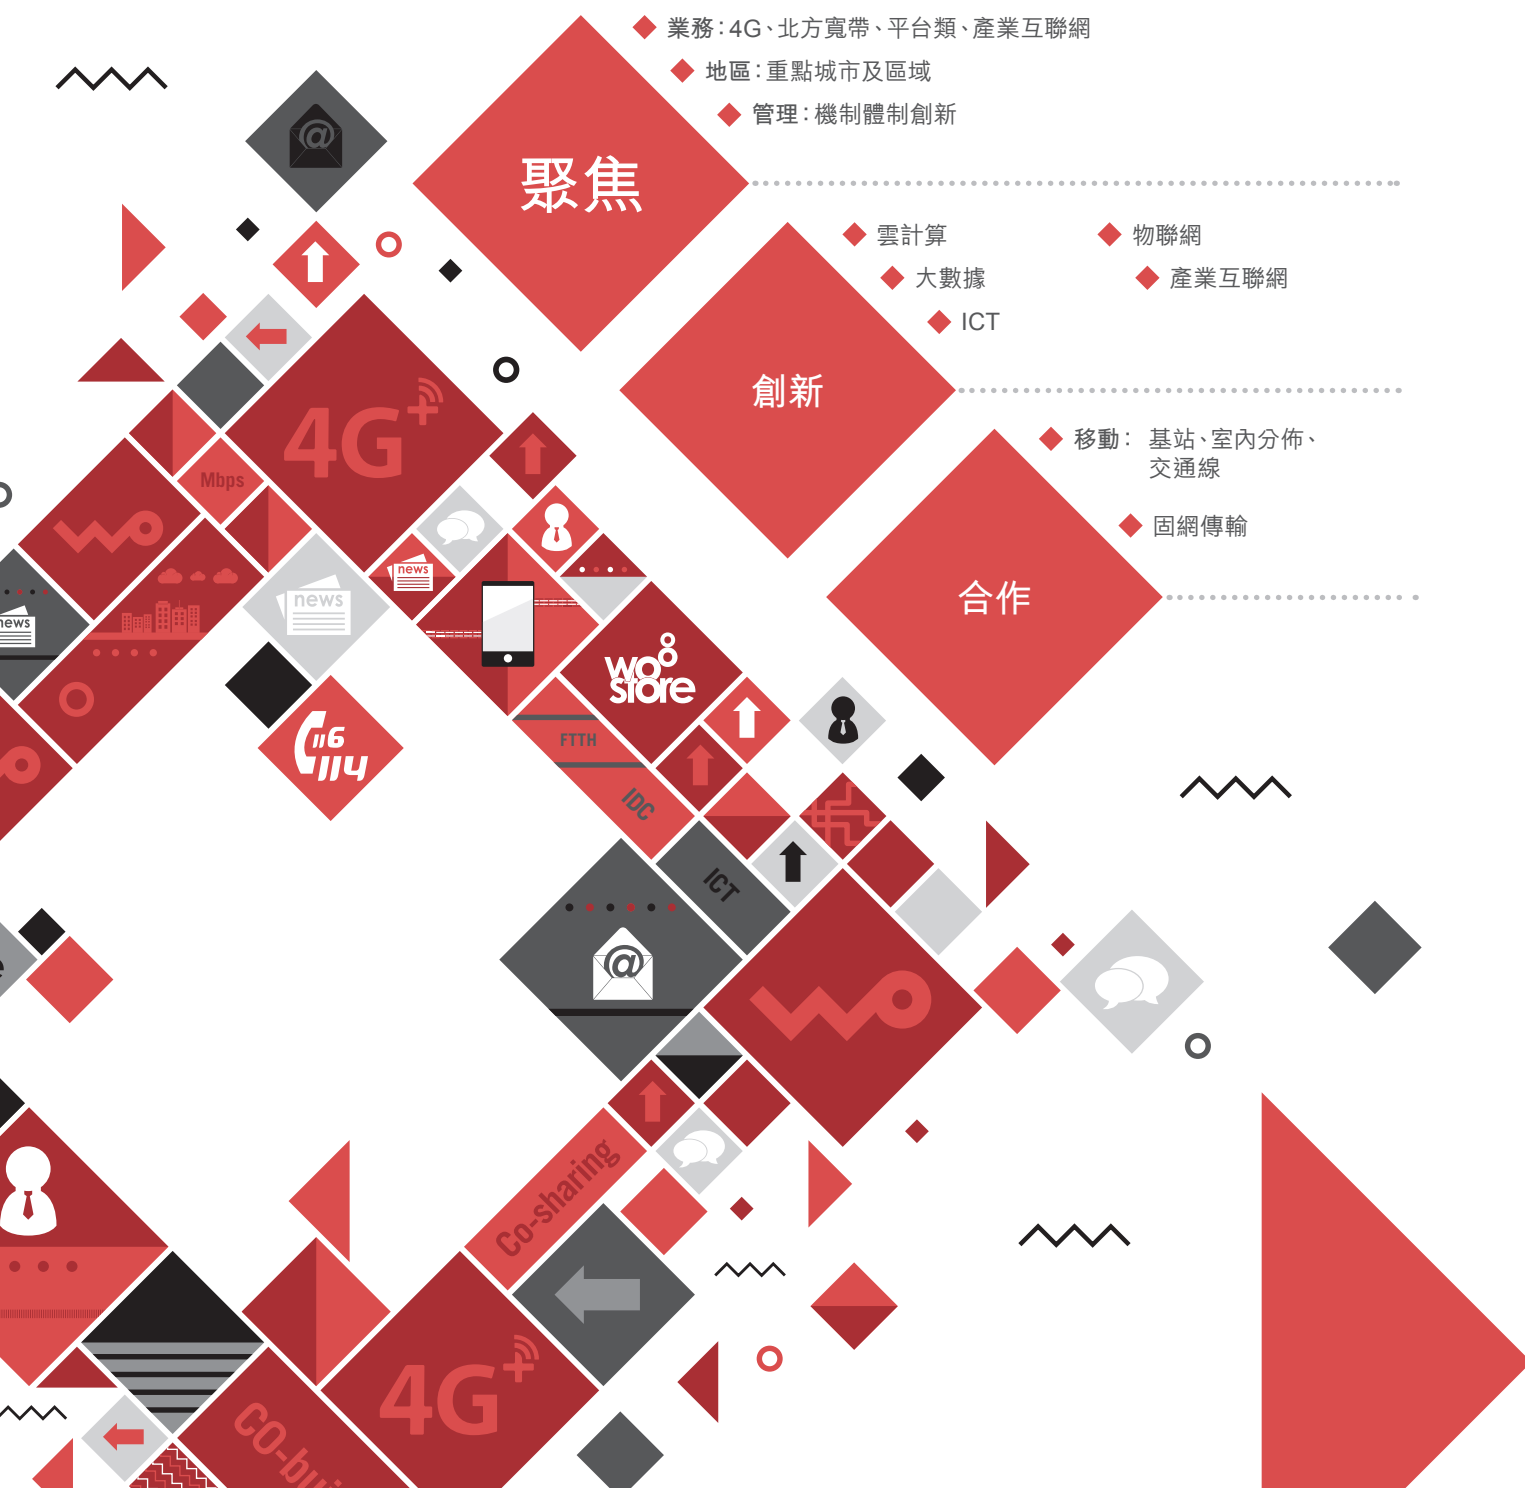 業務：4G、北方寬帶、平台類、產業互聯網
地區：重點城市及區域
管理：機制體制創新
聚焦
雲計算
物聯網
大數據
產業互聯網
ICT
創新
移動： 基站、室內分佈、
交通線
固網傳輸
合作
@
4G+
Mbps
wo
news
news
news
wo store
116
114
FTTH
IDC
ICT
@
wo
Co-sharing
4G+